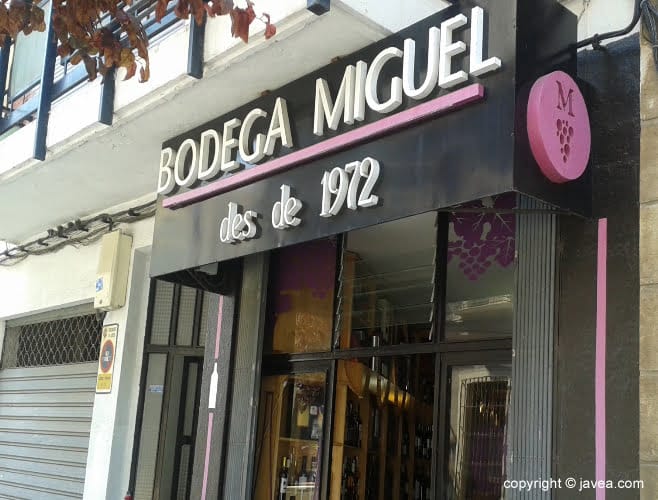 BODEGA MIGUEL
des de 1972
M
copyright © javea.com